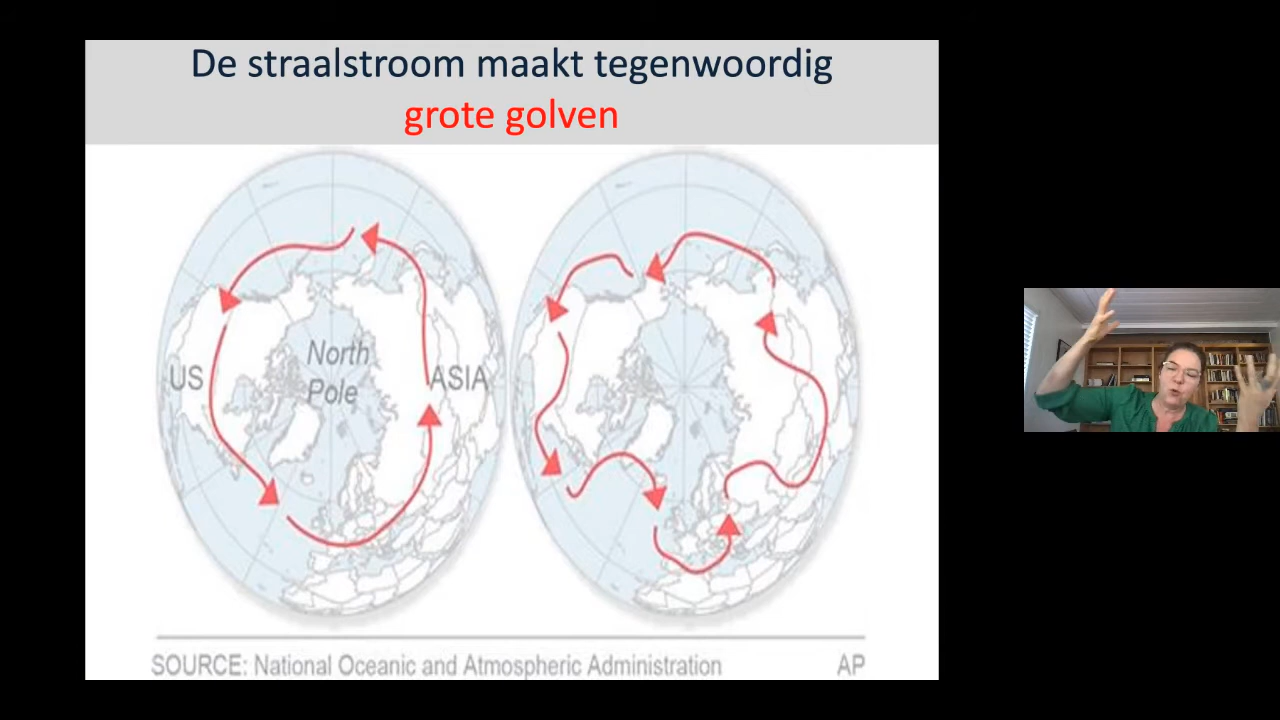 De straalstroom maakt tegenwoordig
grote golven
North
Pole
US
ASIA
SOURCE: National Oceanic and Atmospheric Administration
AP